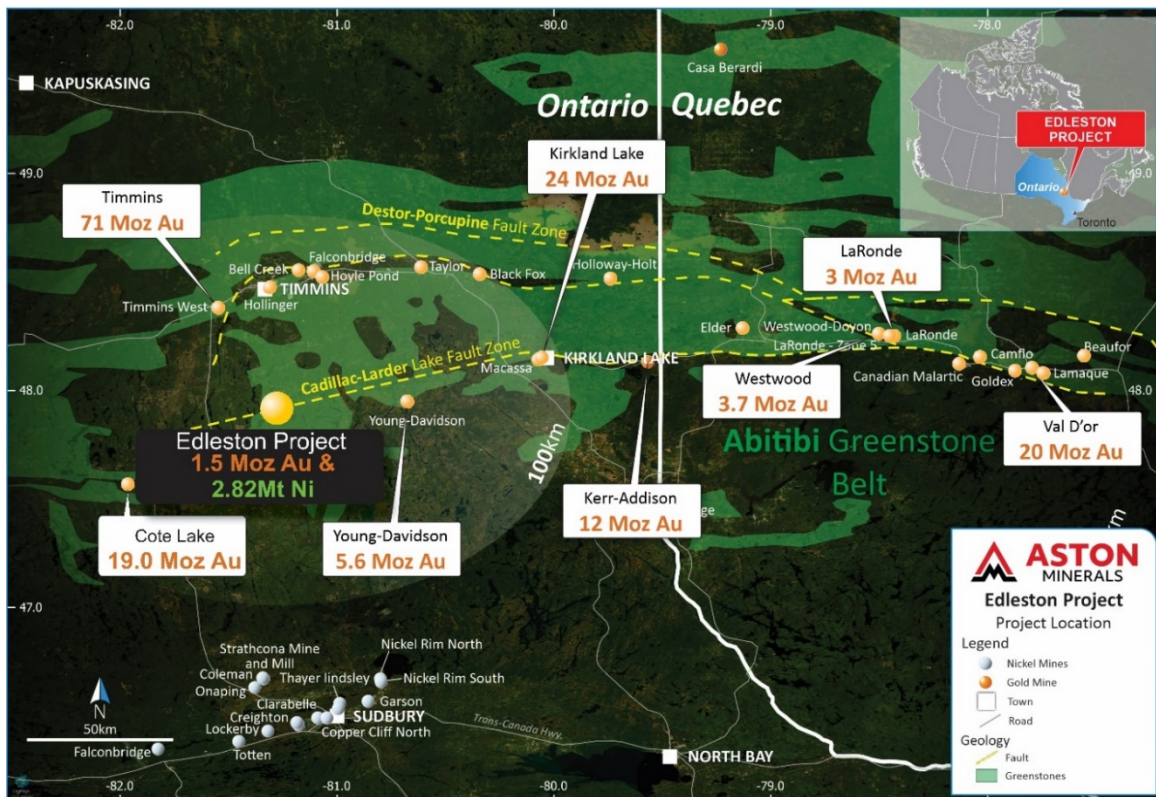 -82.0
-81.0
-80.0
-79.0
-78.0
KAPUSKASING
Casa Berardi
Ontario
Quebec
EDLESTON
PROJECT
Ontario
Toronto
49.0
49.0
Kirkland Lake
24 Moz Au
Timmins
71 Moz Au
Destor-Porcupine Fault Zone
LaRonde
3 Moz Au
Bell Creek
Falconbridge
Hoyle Pond
Taylor
Black Fox
Holloway-Holt
TIMMINS
Hollinger
Timmins West
Elder
Westwood-Doyon
LaRonde
LaRonde - Zone 5
Cadillac-Larder Lake Fault Zone
Macassa
KIRKLAND LAKE
Camflo
Beaufor
Canadian Malartic
Goldex
Lamaque
48.0
48.0
Westwood
3.7 Moz Au
Young-Davidson
Val D'or
20 Moz Au
Edleston Project
1.5 Moz Au &
2.82Mt Ni
100km
Abitibi Greenstone
Belt
Kerr-Addison
12 Moz Au
Cote Lake
19.0 Moz Au
Young-Davidson
5.6 Moz Au
47.0
ASTON
MINERALS
Edleston Project
Project Location
Legend
Nickel Mines
Gold Mine
Town
Road
Geology
Fault
Greenstones
Nickel Rim North
Strathcona Mine
and Mill
Coleman
Thayer lindsley
Nickel Rim South
Onaping
Clarabelle
Garson
Creighton
SUDBURY
Lockerby
Copper Cliff North
Totten
Falconbridge
Trans-Canada Hwy.
NORTH BAY
N
50km
-82.0
-81.0
-80.0
-79.0
-78.0